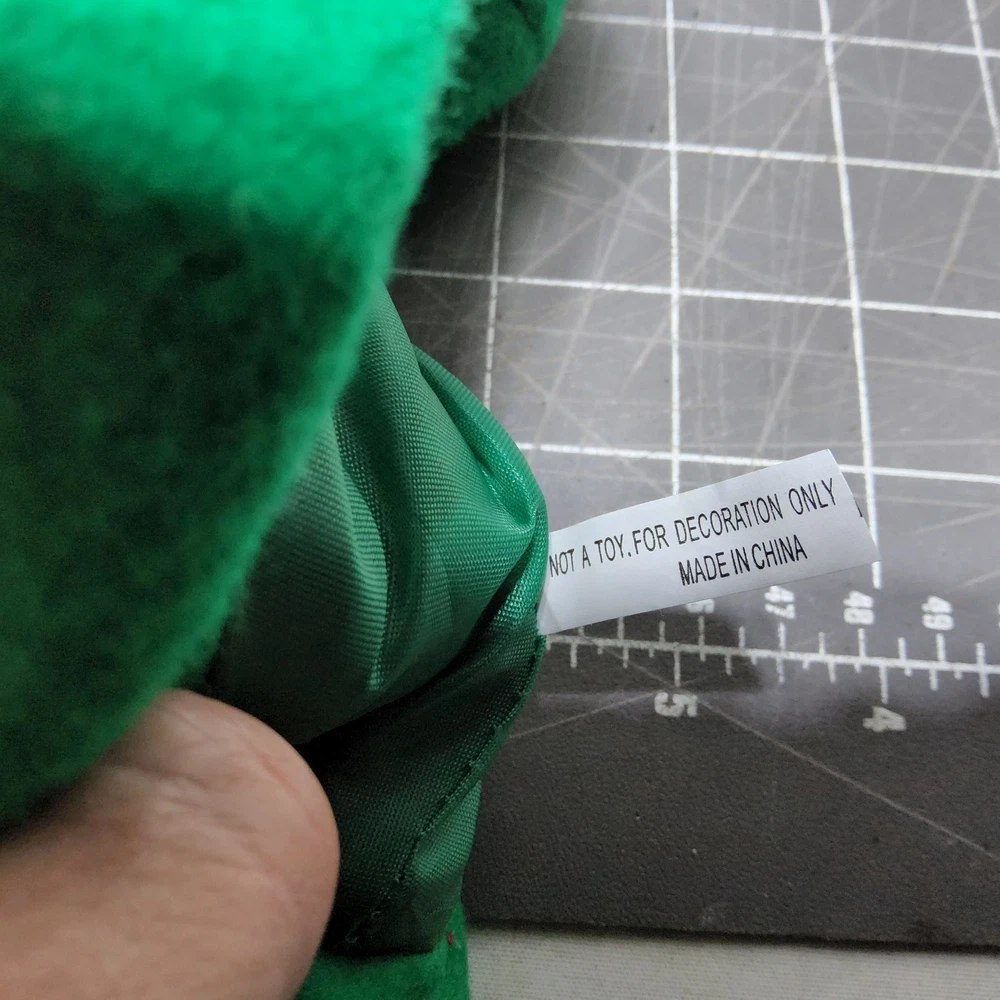 NOT A TOY.FOR DECORATION ONLY
MADE IN CHINA
47
48
49
5
4